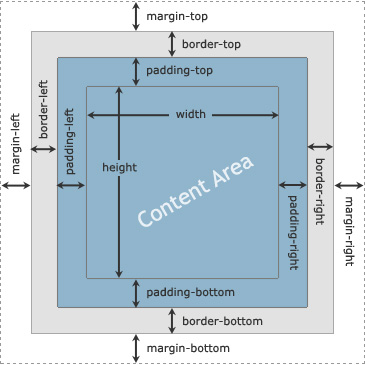 margin-top
border-top
padding-top
width
height
Content Area
margin-left
border-left
padding-left
padding-right
border-right
margin-right
padding-bottom
border-bottom
margin-bottom